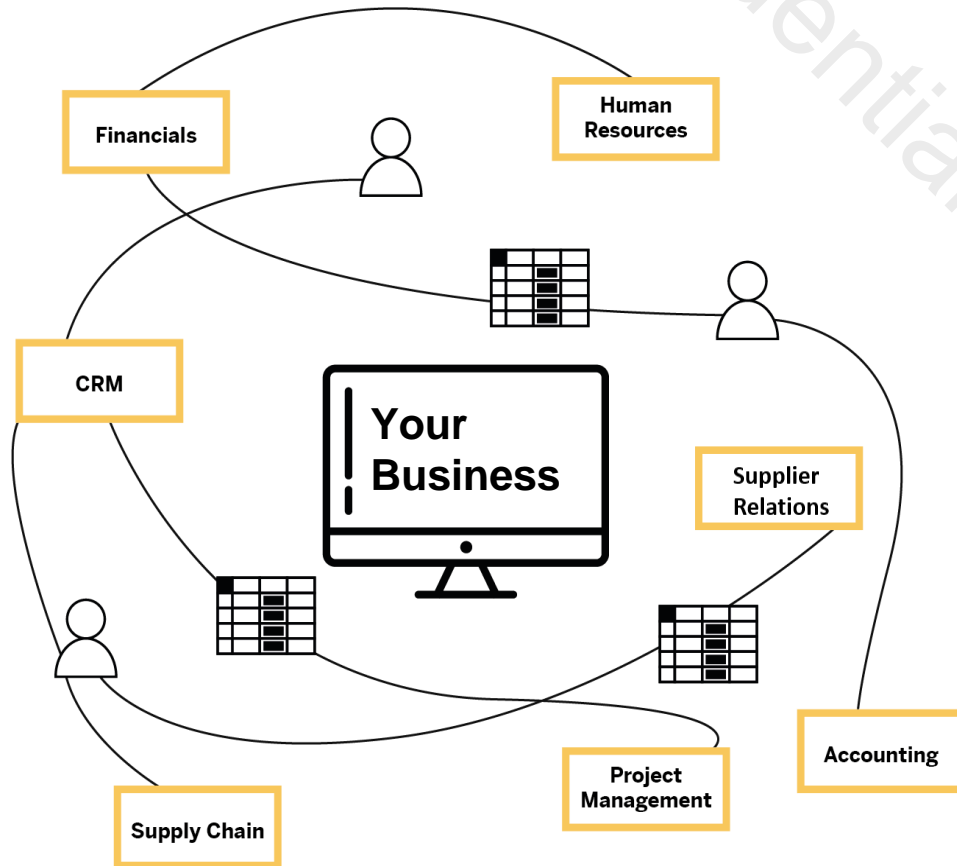 Human
Resources
Financials
CRM
Your
Business
Supplier
Relations
Accounting
Project
Management
Supply Chain